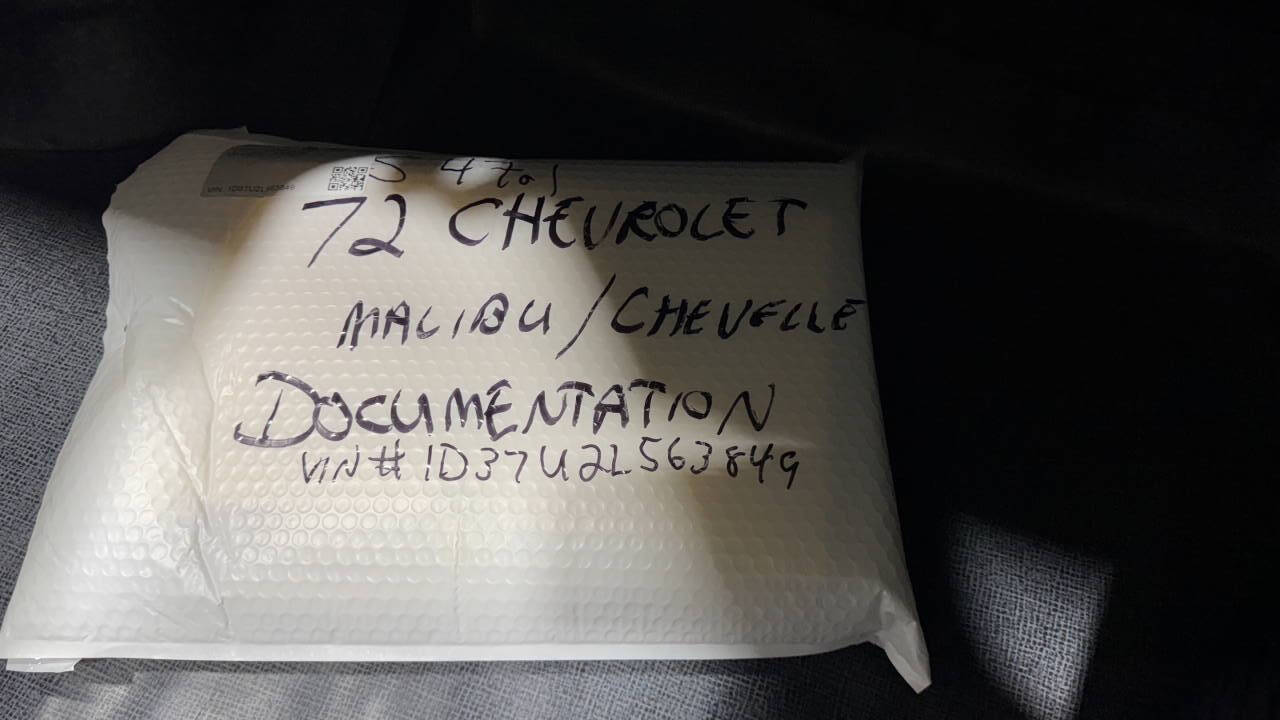 72 CHEVROLET
MALIBU / CHEVELLE
DOCUMENTATION
VIN# 1D37U2L563849